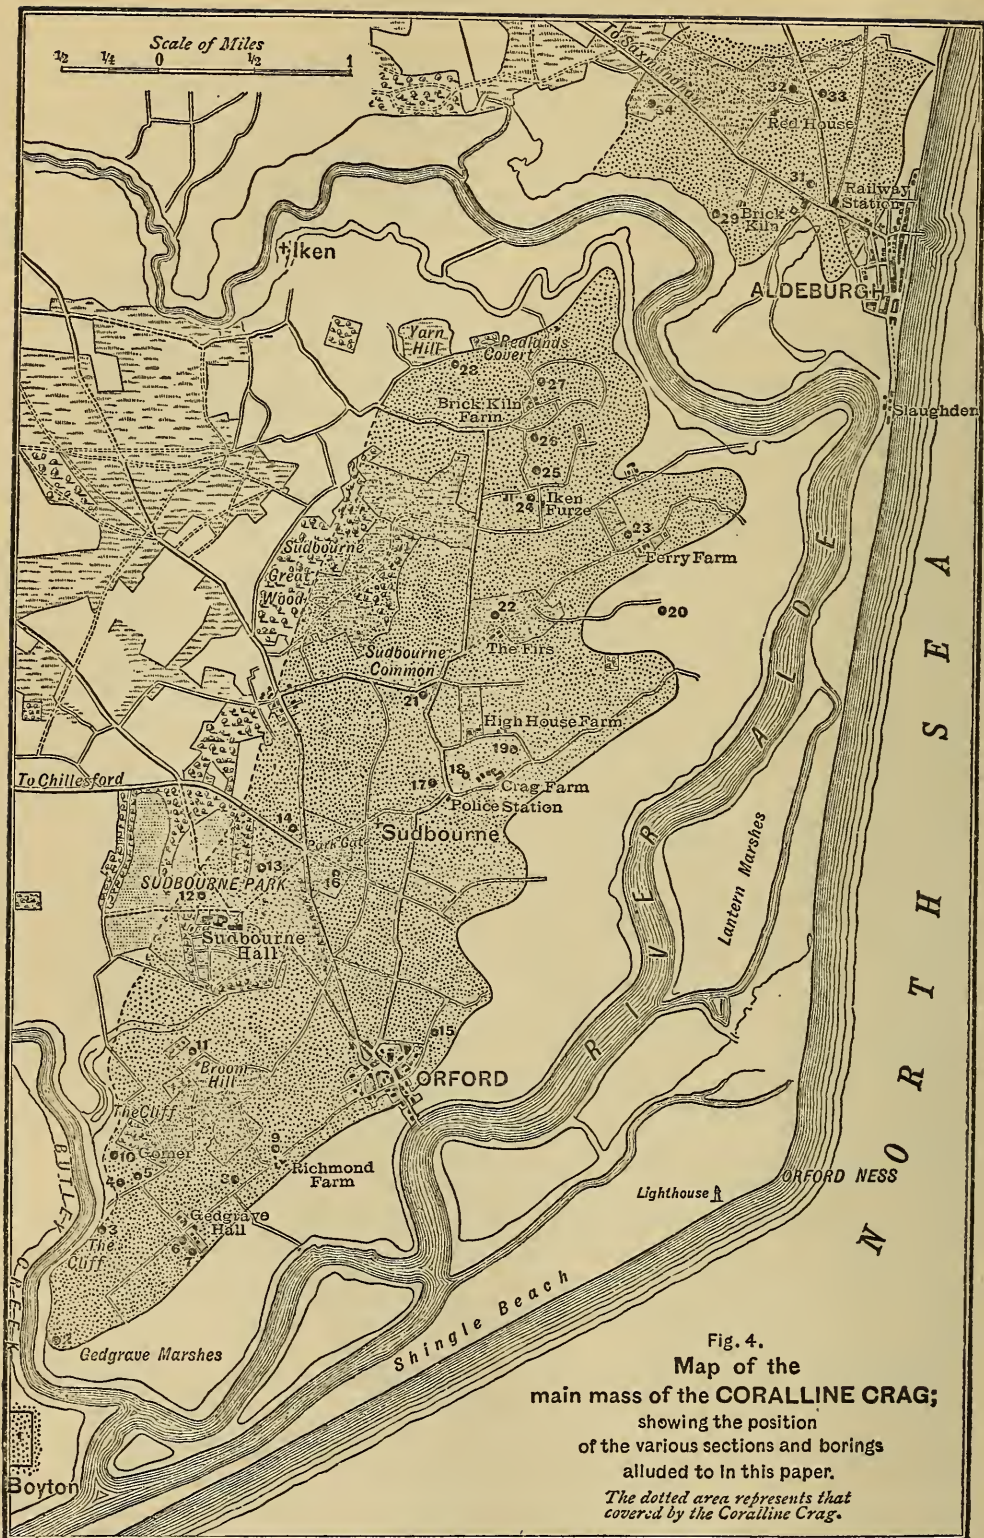 Scale of Miles
1/2 1/4 0 1/2 1
To Saxmundham
32
33
Red House
31
Railway
Station
29
Brick
Kiln
Iken
ALDEBURGH
Yarn
Hill
Redlands
Covert
28
27
Brick Kiln
Farm
Slaughden
26
25
24
Iken
Furze
23
Sudbourne
Great
Wood
Ferry Farm
22
20
The Firs
Sudbourne
Common
21
High House Farm
19
18
17
Crag Farm
To Chillesford
Police Station
14
Sudbourne
Park Gat
13
16
SUDBOURNE PARK
12
Sudbourne
Hall
Lantern Marshes
RIVER ALDE
NORTH SEA
15
11
Broom
Hill
ORFORD
The Cliff
10
Gomer
9
5
4
8
Richmond
Farm
Lighthouse
ORFORD NESS
BUTLEY CREEK
3
The
Cliff
Gedgrave
Hall
6
7
2
Gedgrave Marshes
Shingle Beach
1
Boyton
Fig. 4.
Map of the
main mass of the CORALLINE CRAG;
showing the position
of the various sections and borings
alluded to in this paper.
The dotted area represents that
covered by the Coralline Crag.